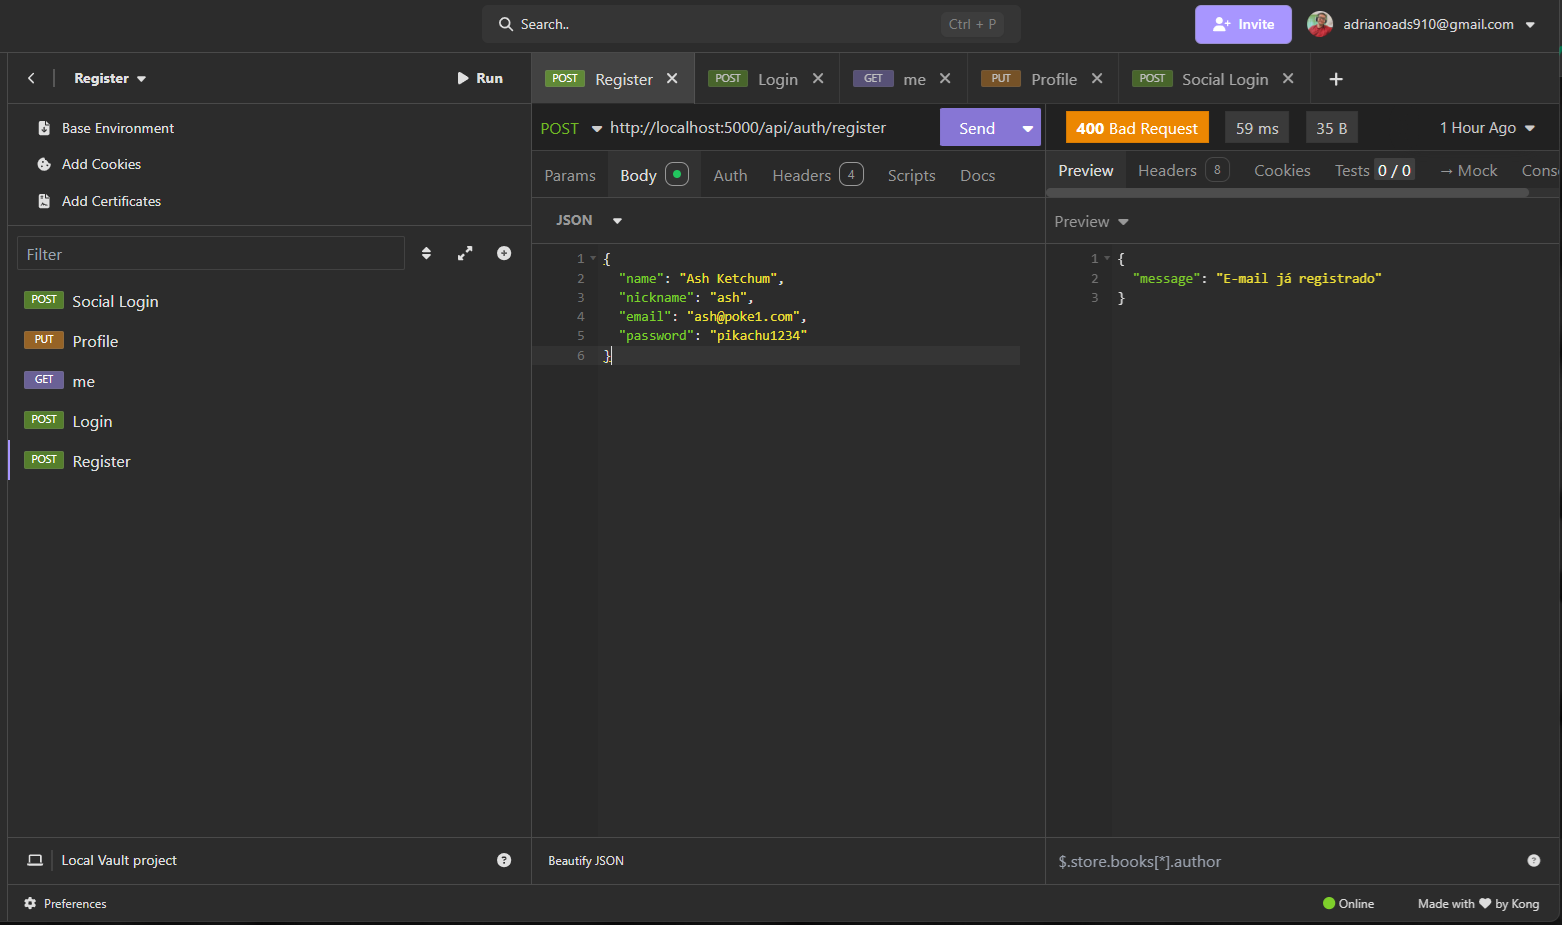 Search..
Ctrl + P
Invite
adrianoads910@gmail.com
Register
Run
POST Register
POST Login
GET me
PUT Profile
POST Social Login
Base Environment
Add Cookies
Add Certificates
Filter
POST Social Login
PUT Profile
GET me
POST Login
POST Register
POST http://localhost:5000/api/auth/register
Send
400 Bad Request
59 ms
35 B
1 Hour Ago
Params Body Auth Headers 4 Scripts Docs
JSON
1 {
2 "name": "Ash Ketchum",
3 "nickname": "ash",
4 "email": "ash@poke1.com",
5 "password": "pikachu1234"
6 }
Preview Headers 8 Cookies Tests 0 / 0 → Mock Cons
Preview
1 {
2 "message": "E-mail já registrado"
3 }
Local Vault project
?
Beautify JSON
$.store.books[*].author
?
Preferences
Online
Made with ♥ by Kong